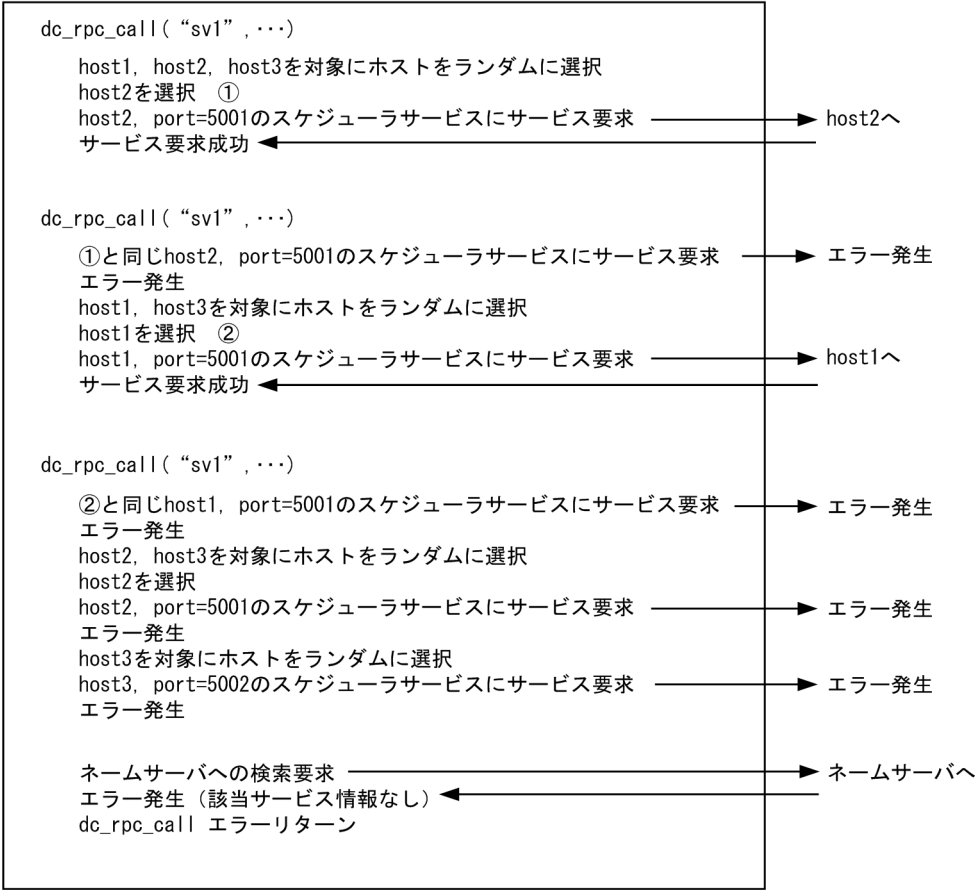 dc_rpc_call(“sv1”,･･･)
host1, host2, host3を対象にホストをランダムに選択
host2を選択　①
host2, port=5001のスケジューラサービスにサービス要求
host2へ
サービス要求成功
dc_rpc_call(“sv1”,･･･)
①と同じhost2, port=5001のスケジューラサービスにサービス要求
エラー発生
エラー発生
host1, host3を対象にホストをランダムに選択
host1を選択　②
host1, port=5001のスケジューラサービスにサービス要求
host1へ
サービス要求成功
dc_rpc_call(“sv1”,･･･)
②と同じhost1, port=5001のスケジューラサービスにサービス要求
エラー発生
エラー発生
host2, host3を対象にホストをランダムに選択
host2を選択
host2, port=5001のスケジューラサービスにサービス要求
エラー発生
エラー発生
host3を対象にホストをランダムに選択
host3, port=5002のスケジューラサービスにサービス要求
エラー発生
エラー発生
ネームサーバへの検索要求
ネームサーバへ
エラー発生（該当サービス情報なし）
dc_rpc_call エラーリターン